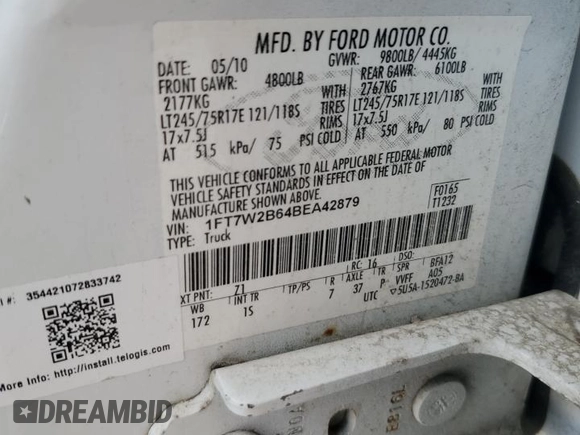 MFD. BY FORD MOTOR CO.
DATE: 05/10 GVWR: 9800LB/ 4445KG
FRONT GAWR: 4800LB REAR GAWR: 6100LB
2177KG 2767KG
LT245/75R17E 121/118S TIRES LT245/75R17E 121/118S TIRES
17x7.5J RIMS 17x7.5J RIMS
AT 515 kPa/ 75 PSI COLD AT 550 kPa/ 80 PSI COLD
THIS VEHICLE CONFORMS TO ALL APPLICABLE FEDERAL MOTOR
VEHICLE SAFETY STANDARDS IN EFFECT ON THE DATE OF
MANUFACTURE SHOWN ABOVE.
VIN: 1FT7W2B64BEA42879
TYPE: Truck
F0165
T1232
EXT PNT: Z1 RC: 16 DSO:
WB INT TR TP/PS R AXLE TR SPR BFA12
172 1S 7 37 P VVFF A05
UTC 5U5A-1520472-BA
#: 354421072833742
More Info: http://install.telogis.com
DREAMBID